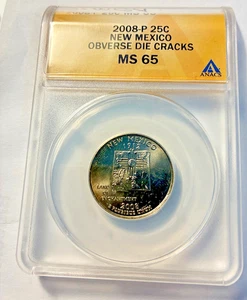 2008-P 25C
NEW MEXICO
OBVERSE DIE CRACKS
MS 65
ANACS
NEW MEXICO
1912
LAND OF
ENCHANTMENT
2008
E PLURIBUS UNUM